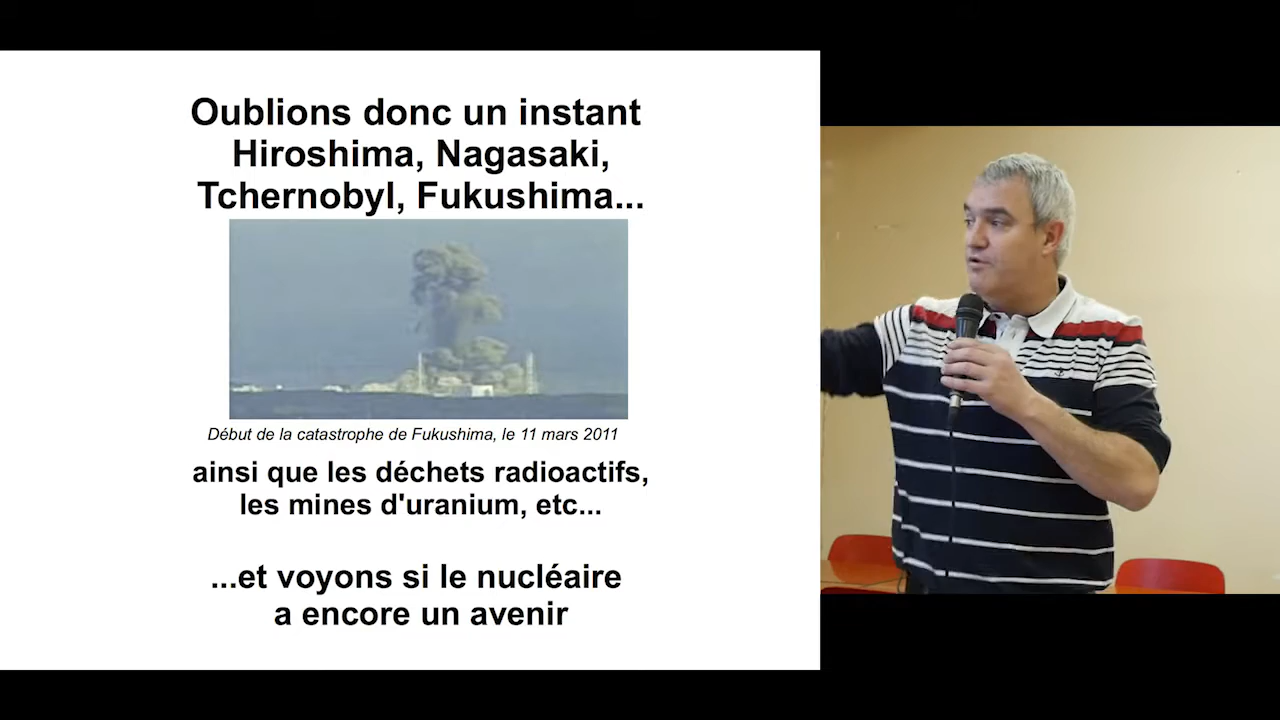 Oublions donc un instant
Hiroshima, Nagasaki,
Tchernobyl, Fukushima...
Début de la catastrophe de Fukushima, le 11 mars 2011
ainsi que les déchets radioactifs,
les mines d'uranium, etc...
...et voyons si le nucléaire
a encore un avenir